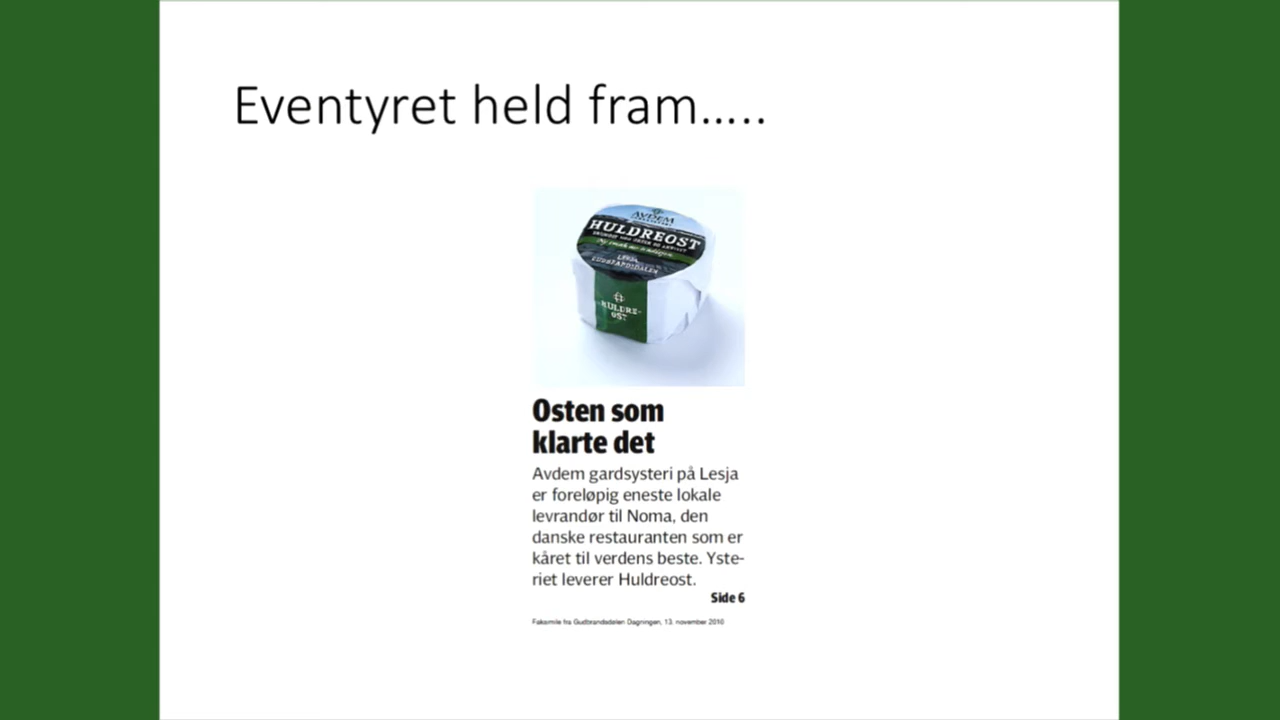 Eventyret held fram…..
AVDEM
HULDREOST
LESJA
GUDBRANDSDALEN
HULDRE-
OST
Osten som
klarte det
Avdem gardsysteri på Lesja
er foreløpig eneste lokale
levrandør til Noma, den
danske restauranten som er
kåret til verdens beste. Yste-
riet leverer Huldreost.
Side 6
Faksimile fra Gudbrandsdølen Dagningen, 13. november 2010